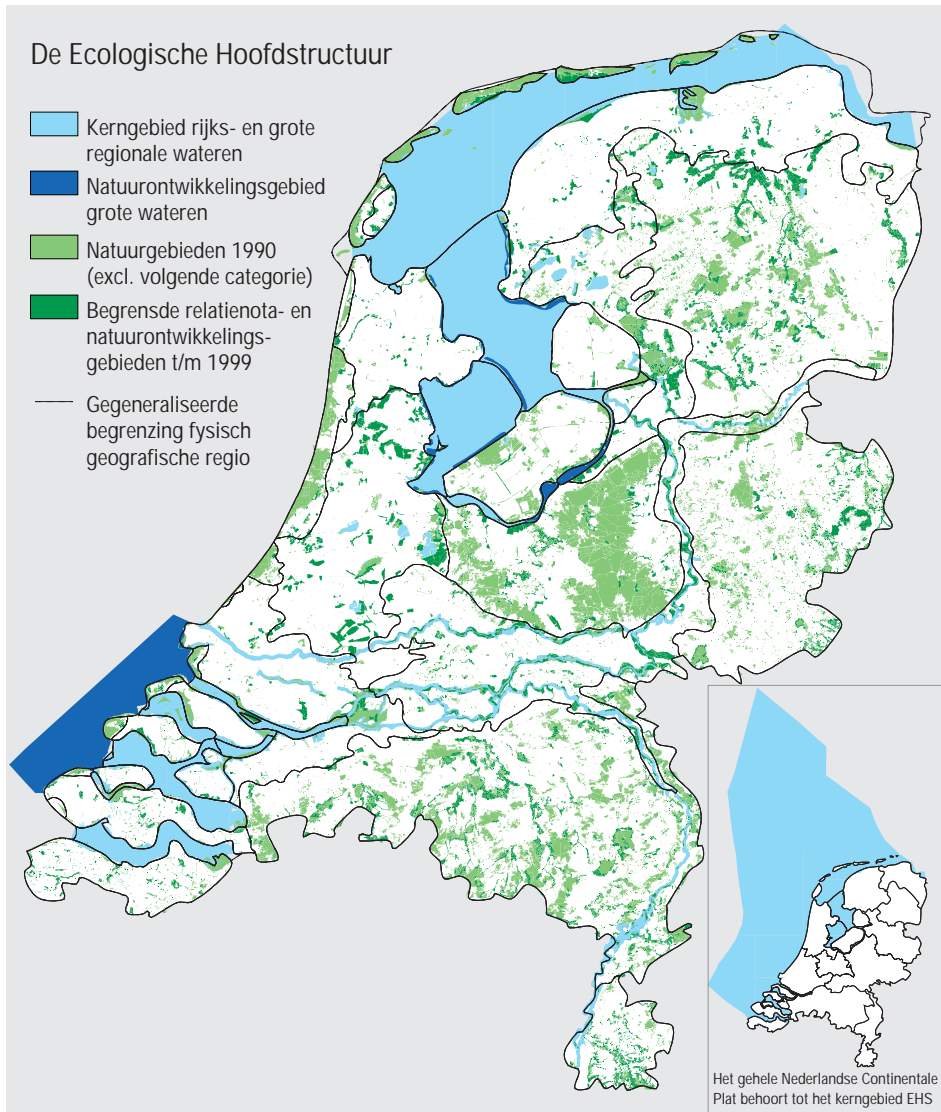 De Ecologische Hoofdstructuur
Kerngebied rijks- en grote
regionale wateren
Natuurontwikkelingsgebied
grote wateren
Natuurgebieden 1990
(excl. volgende categorie)
Begrensde relatienota- en
natuurontwikkelings-
gebieden t/m 1999
Gegeneraliseerde
begrenzing fysisch
geografische regio
Het gehele Nederlandse Continentale
Plat behoort tot het kerngebied EHS